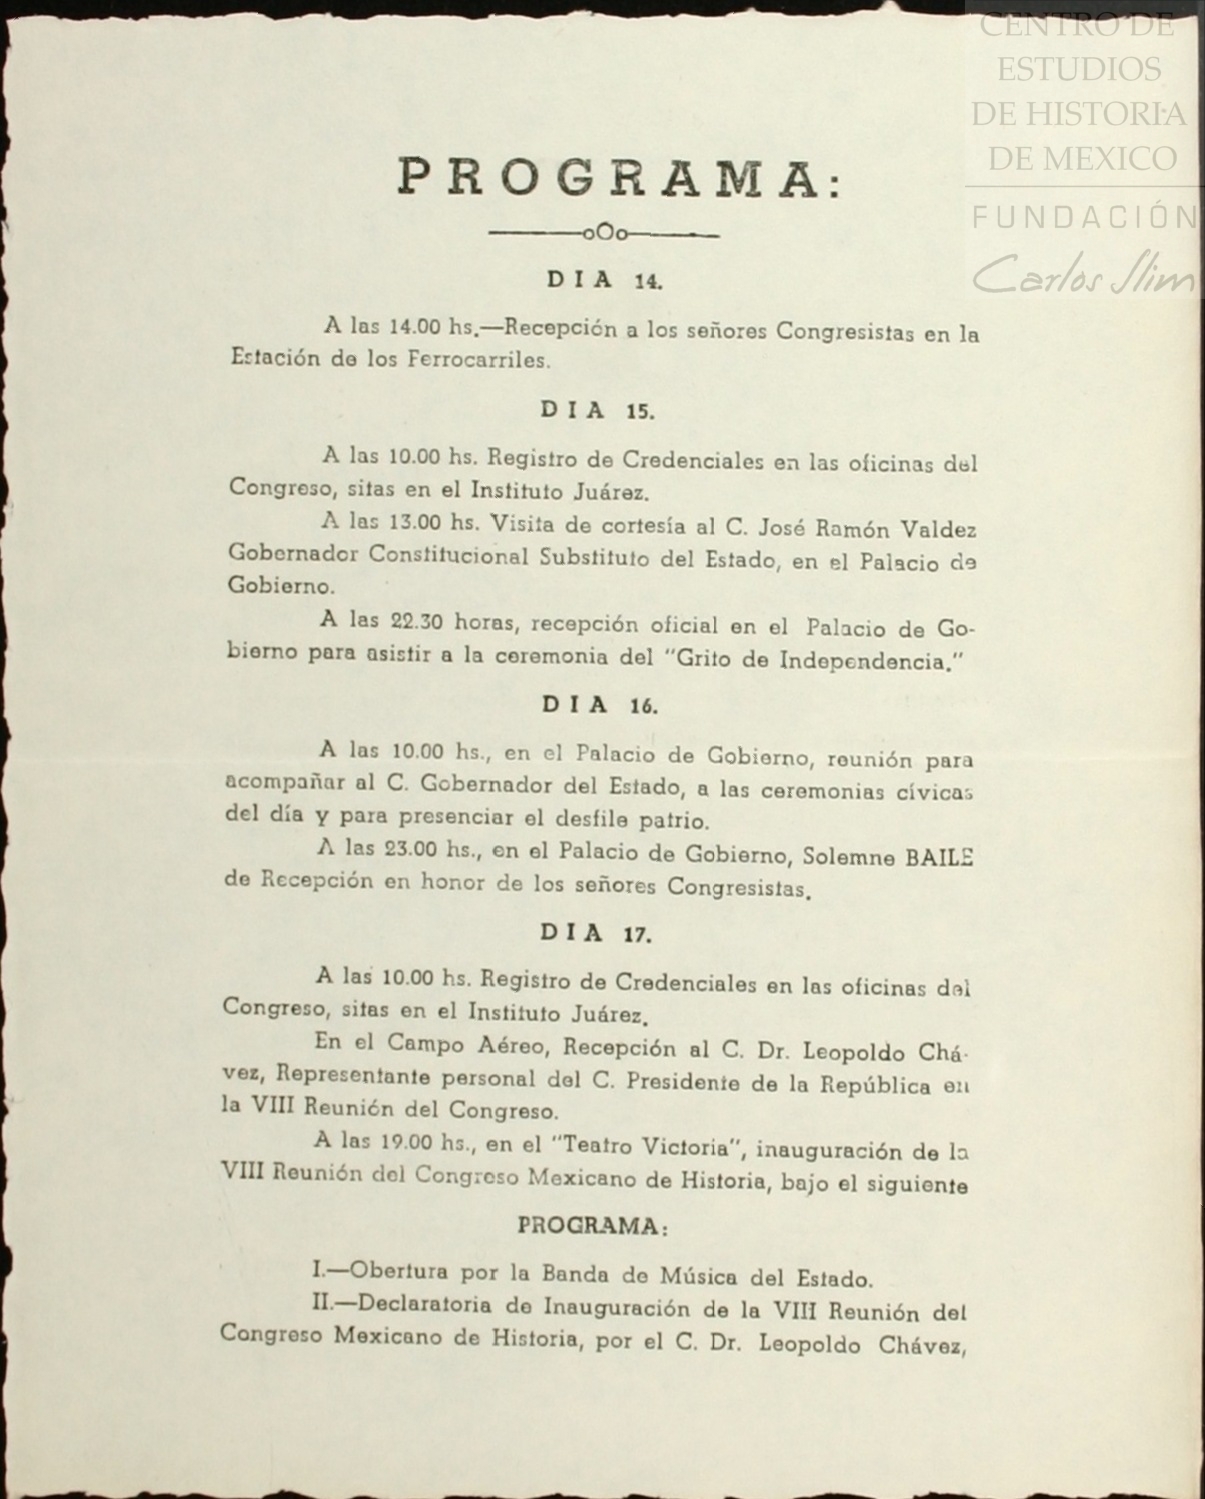 CENTRO DE
ESTUDIOS
DE HISTORIA
DE MEXICO
FUNDACIÓN
Carlos Slim
PROGRAMA:
oOo
DIA 14.
A las 14.00 hs.—Recepción a los señores Congresistas en la
Estación de los Ferrocarriles.
DIA 15.
A las 10.00 hs. Registro de Credenciales en las oficinas del
Congreso, sitas en el Instituto Juárez.
A las 13.00 hs. Visita de cortesía al C. José Ramón Valdez
Gobernador Constitucional Substituto del Estado, en el Palacio de
Gobierno.
A las 22.30 horas, recepción oficial en el Palacio de Go-
bierno para asistir a la ceremonia del "Grito de Independencia."
DIA 16.
A las 10.00 hs., en el Palacio de Gobierno, reunión para
acompañar al C. Gobernador del Estado, a las ceremonias cívicas
del día y para presenciar el desfile patrio.
A las 23.00 hs., en el Palacio de Gobierno, Solemne BAILE
de Recepción en honor de los señores Congresistas.
DIA 17.
A las 10.00 hs. Registro de Credenciales en las oficinas del
Congreso, sitas en el Instituto Juárez.
En el Campo Aéreo, Recepción al C. Dr. Leopoldo Chá-
vez, Representante personal del C. Presidente de la República en
la VIII Reunión del Congreso.
A las 19.00 hs., en el "Teatro Victoria", inauguración de la
VIII Reunión del Congreso Mexicano de Historia, bajo el siguiente
PROGRAMA:
I.—Obertura por la Banda de Música del Estado.
II.—Declaratoria de Inauguración de la VIII Reunión del
Congreso Mexicano de Historia, por el C. Dr. Leopoldo Chávez,